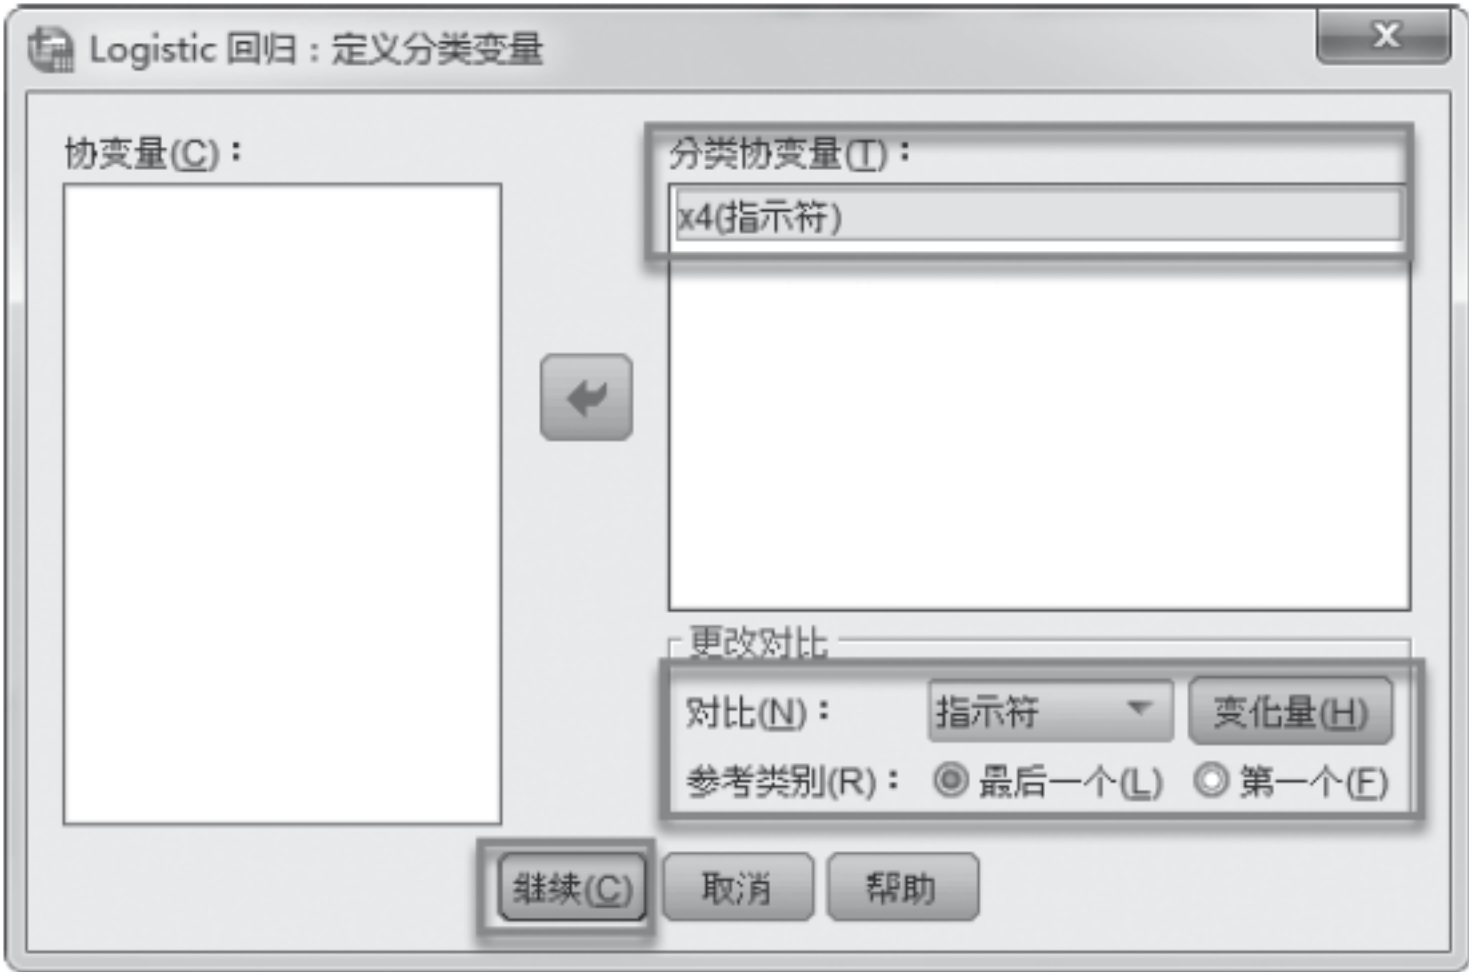 Logistic 回归：定义分类变量
x
协变量(C)：
分类协变量(T)：
x4(指示符)
更改对比
对比(N)：
指示符
变化量(H)
参考类别(R)：
最后一个(L)
第一个(F)
继续(C)
取消
帮助